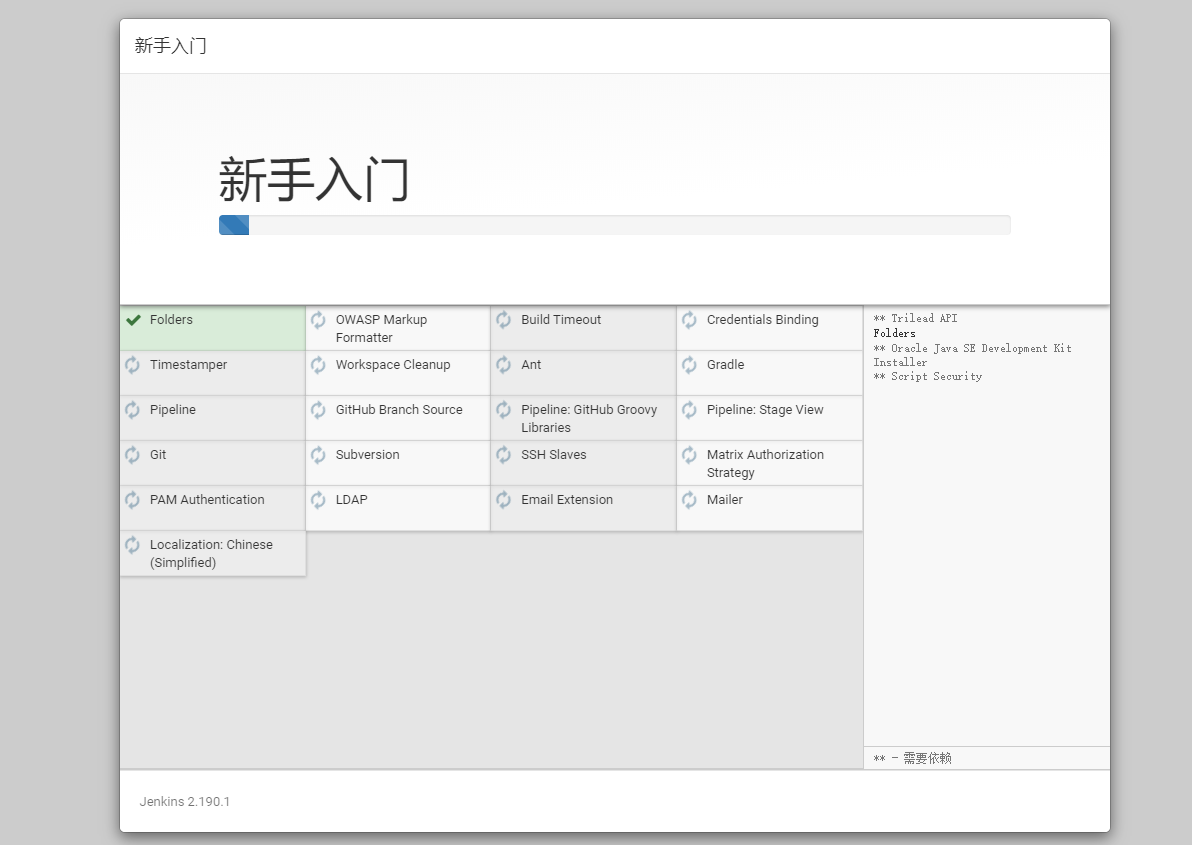 新手入门
新手入门
Folders
OWASP Markup
Formatter
Build Timeout
Credentials Binding
Timestamper
Workspace Cleanup
Ant
Gradle
Pipeline
GitHub Branch Source
Pipeline: GitHub Groovy
Libraries
Pipeline: Stage View
Git
Subversion
SSH Slaves
Matrix Authorization
Strategy
PAM Authentication
LDAP
Email Extension
Mailer
Localization: Chinese
(Simplified)
** Trilead API
Folders
** Oracle Java SE Development Kit
Installer
** Script Security
** - 需要依赖
Jenkins 2.190.1